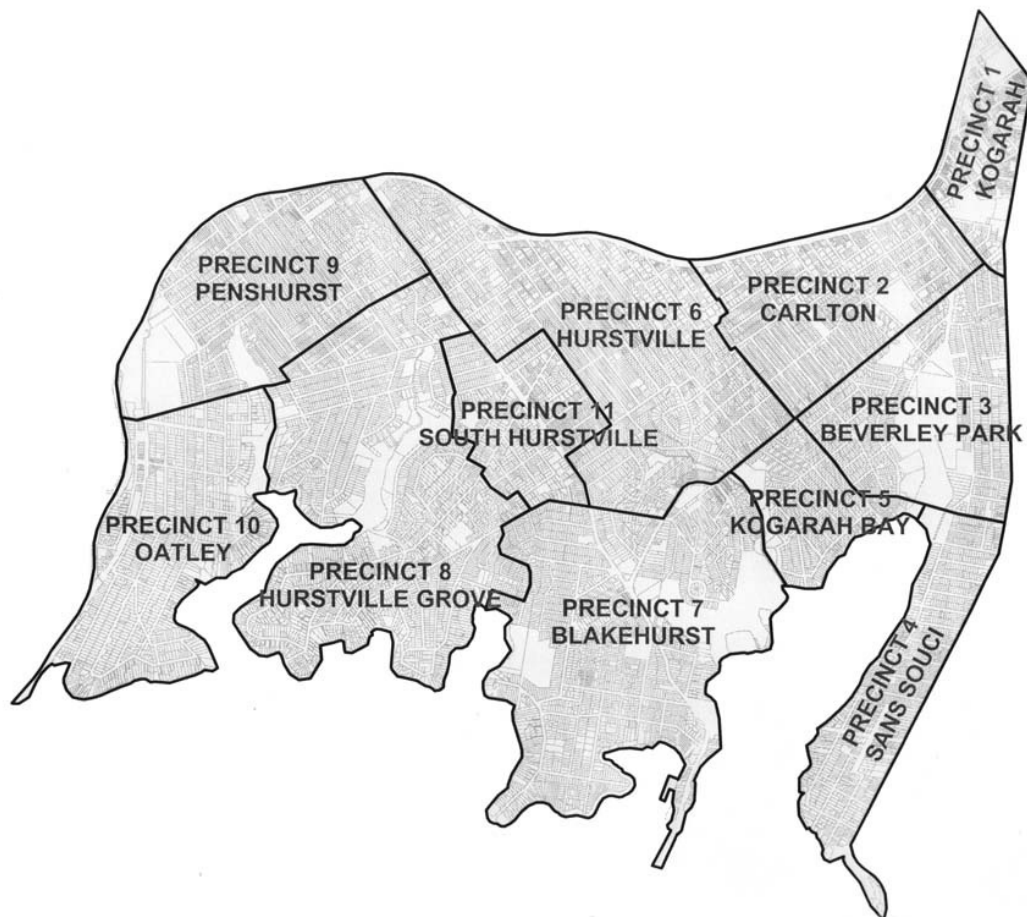 PRECINCT 1
KOGARAH
PRECINCT 9
PENSHURST
PRECINCT 6
HURSTVILLE
PRECINCT 2
CARLTON
PRECINCT 11
SOUTH HURSTVILLE
PRECINCT 3
BEVERLEY PARK
PRECINCT 10
OATLEY
PRECINCT 5
KOGARAH BAY
PRECINCT 8
HURSTVILLE GROVE
PRECINCT 7
BLAKEHURST
PRECINCT 4
SANS SOUCI